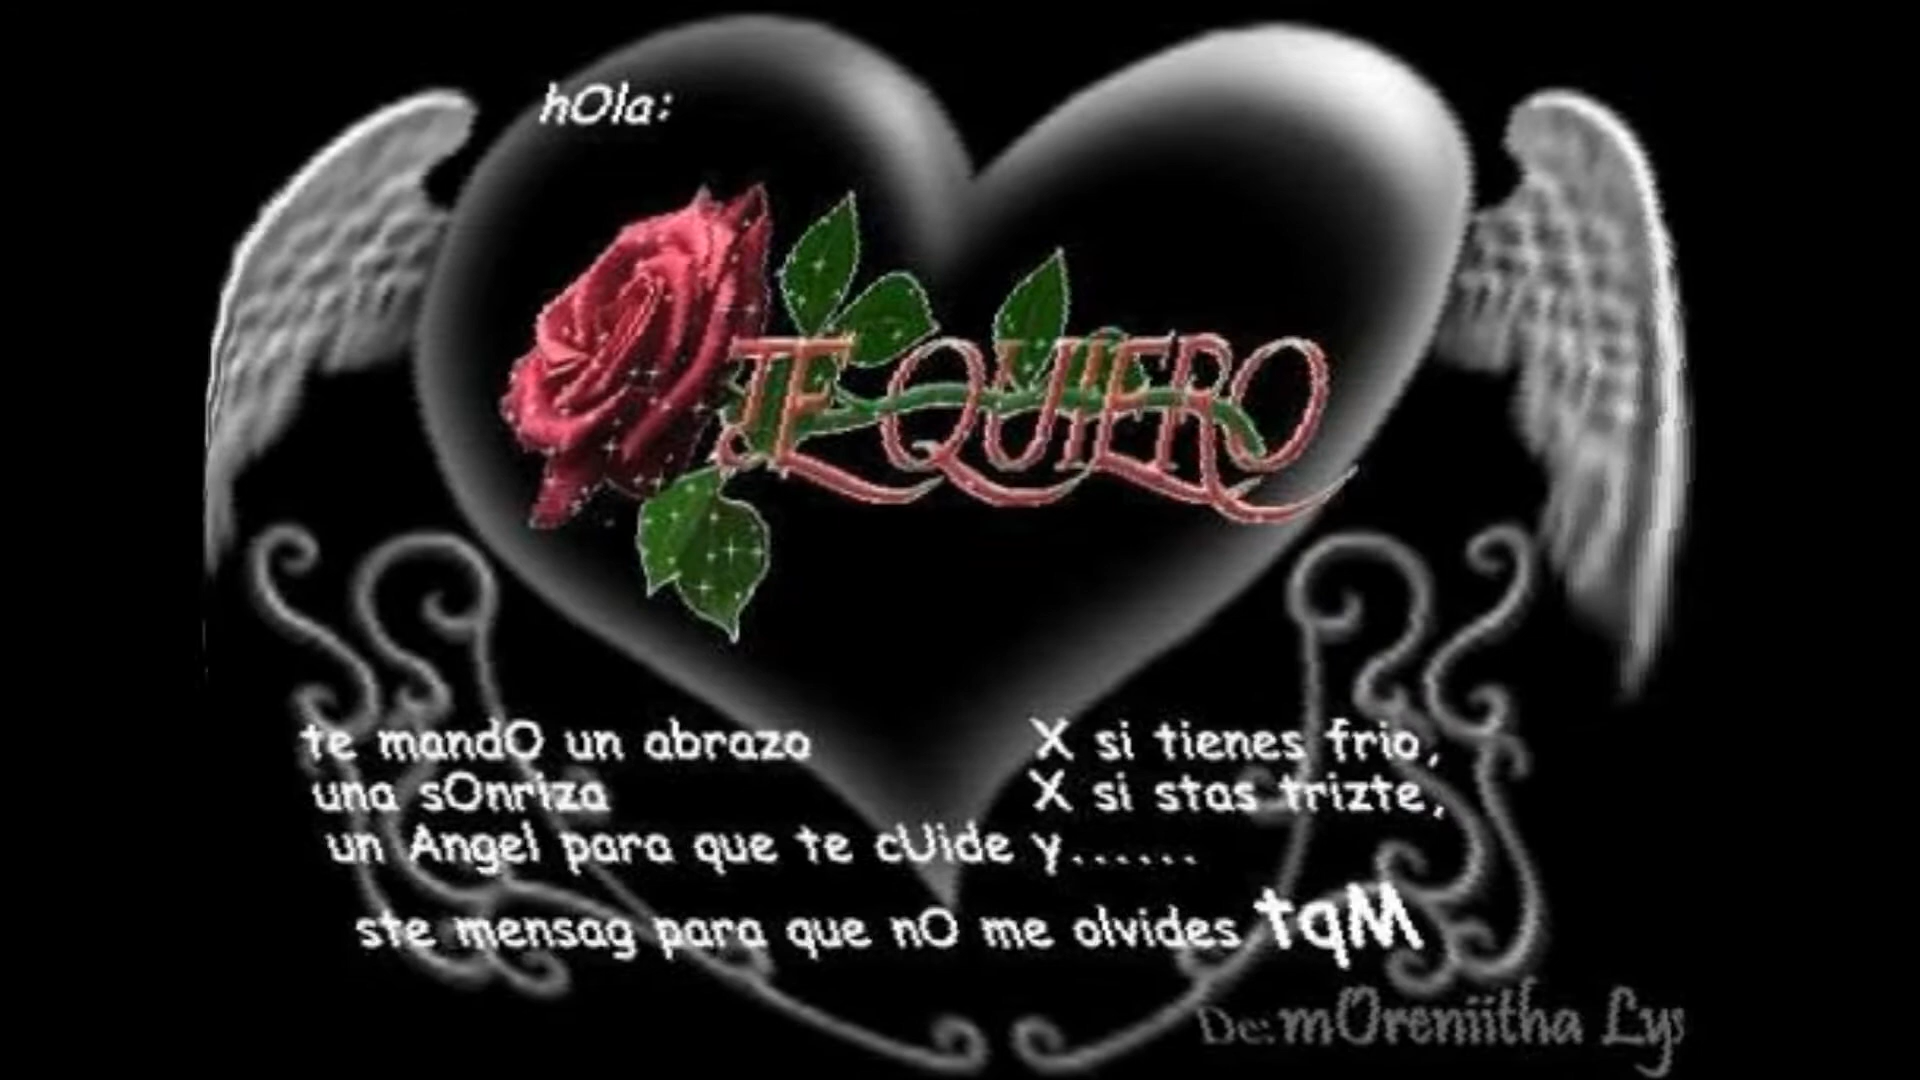 hOla:
TE QUIERO
te mandO un abrazo X si tienes frio,
una sOnriza X si stas trizte,
un Angel para que te cUide y......
ste mensag para que nO me olvides tqM
De: mOreniitha Lys